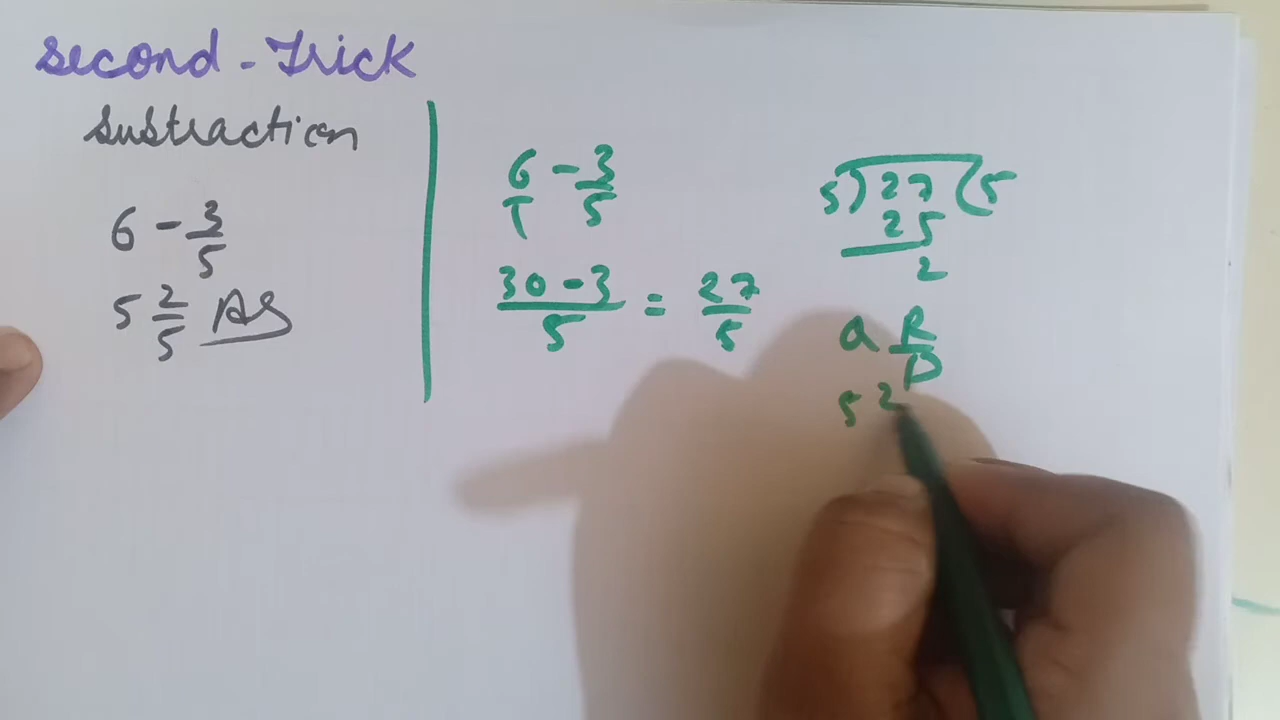 Second-Trick
Subtraction
6 - 3/5
5 2/5 As
6/1 - 3/5
30-3/5 = 27/5
5)27(5
25
2
Q R/D
5 2